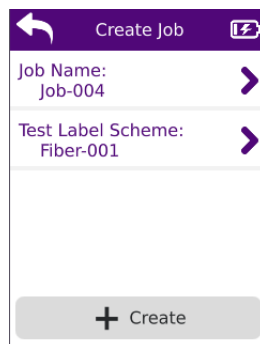 Create Job
Job Name:
Job-004
Test Label Scheme:
Fiber-001
Create